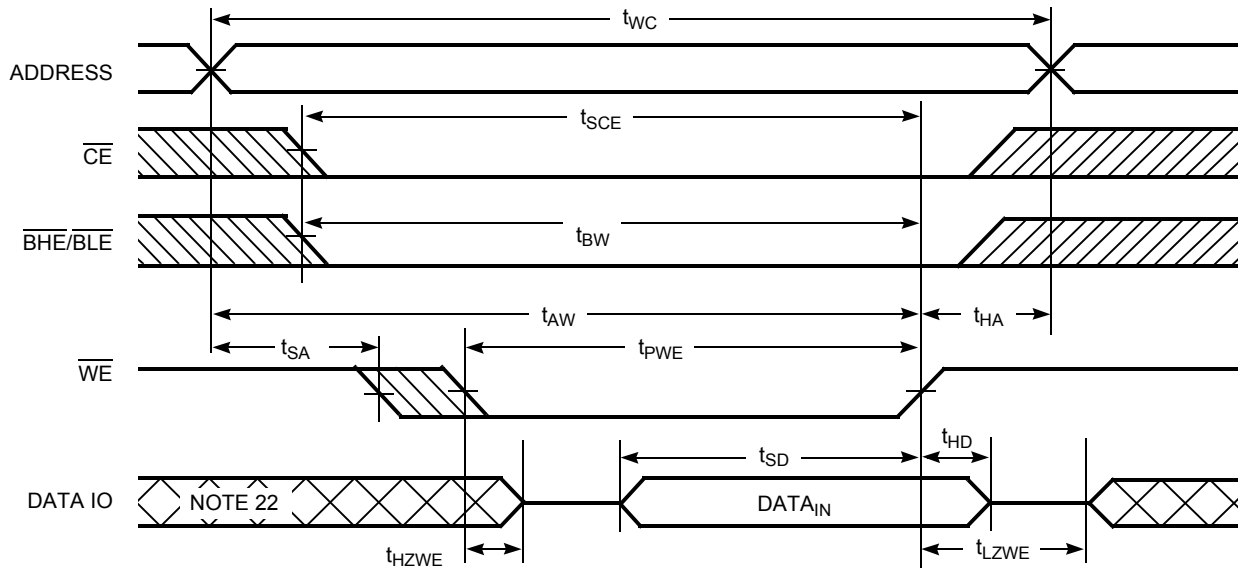 tWC
ADDRESS
tSCE
CE
BHE/BLE
tBW
tAW
tHA
tSA
tPWE
WE
tHD
tSD
DATA IO
NOTE 22
DATAIN
tHZWE
tLZWE